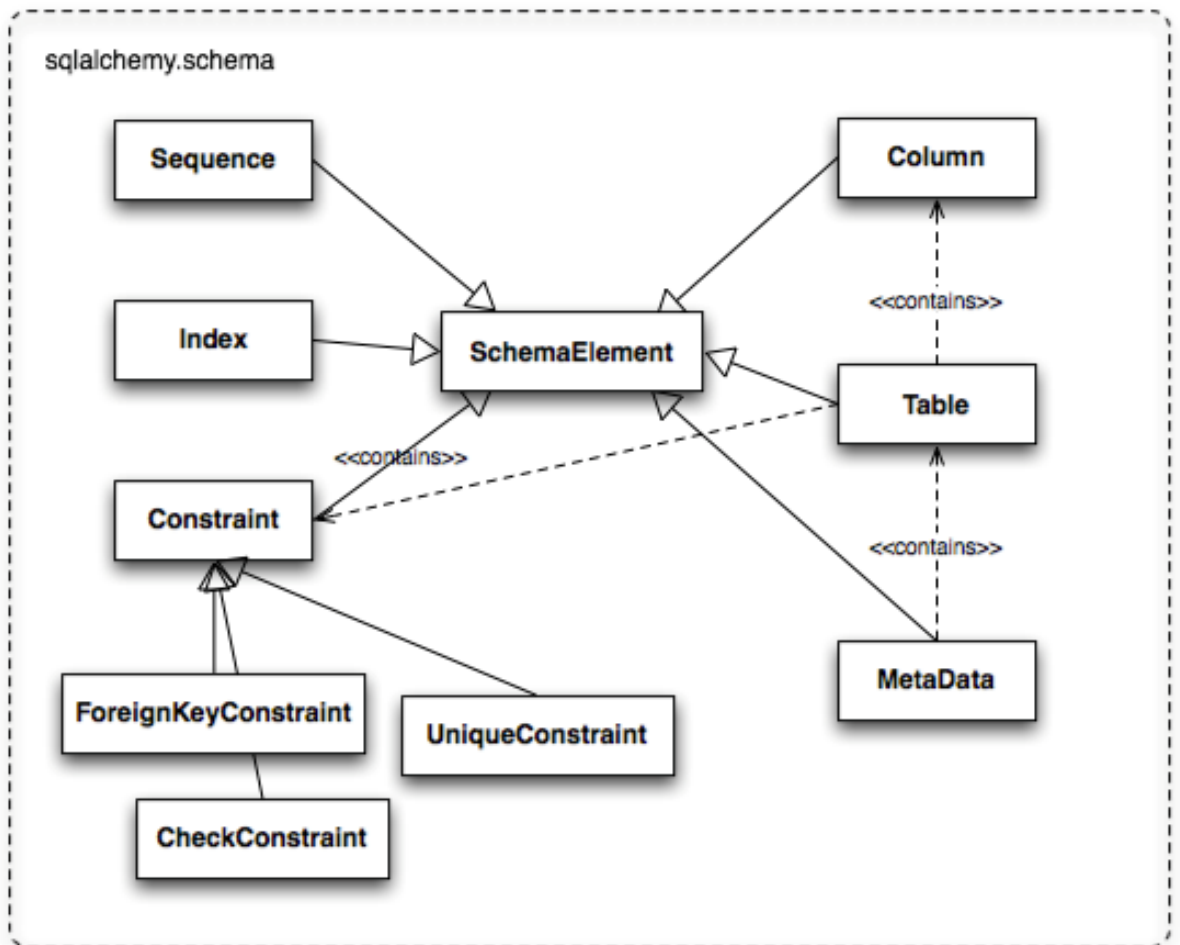 sqlalchemy.schema
Sequence
Column
<<contains>>
Index
SchemaElement
Table
<<contains>>
Constraint
<<contains>>
ForeignKeyConstraint
UniqueConstraint
MetaData
CheckConstraint